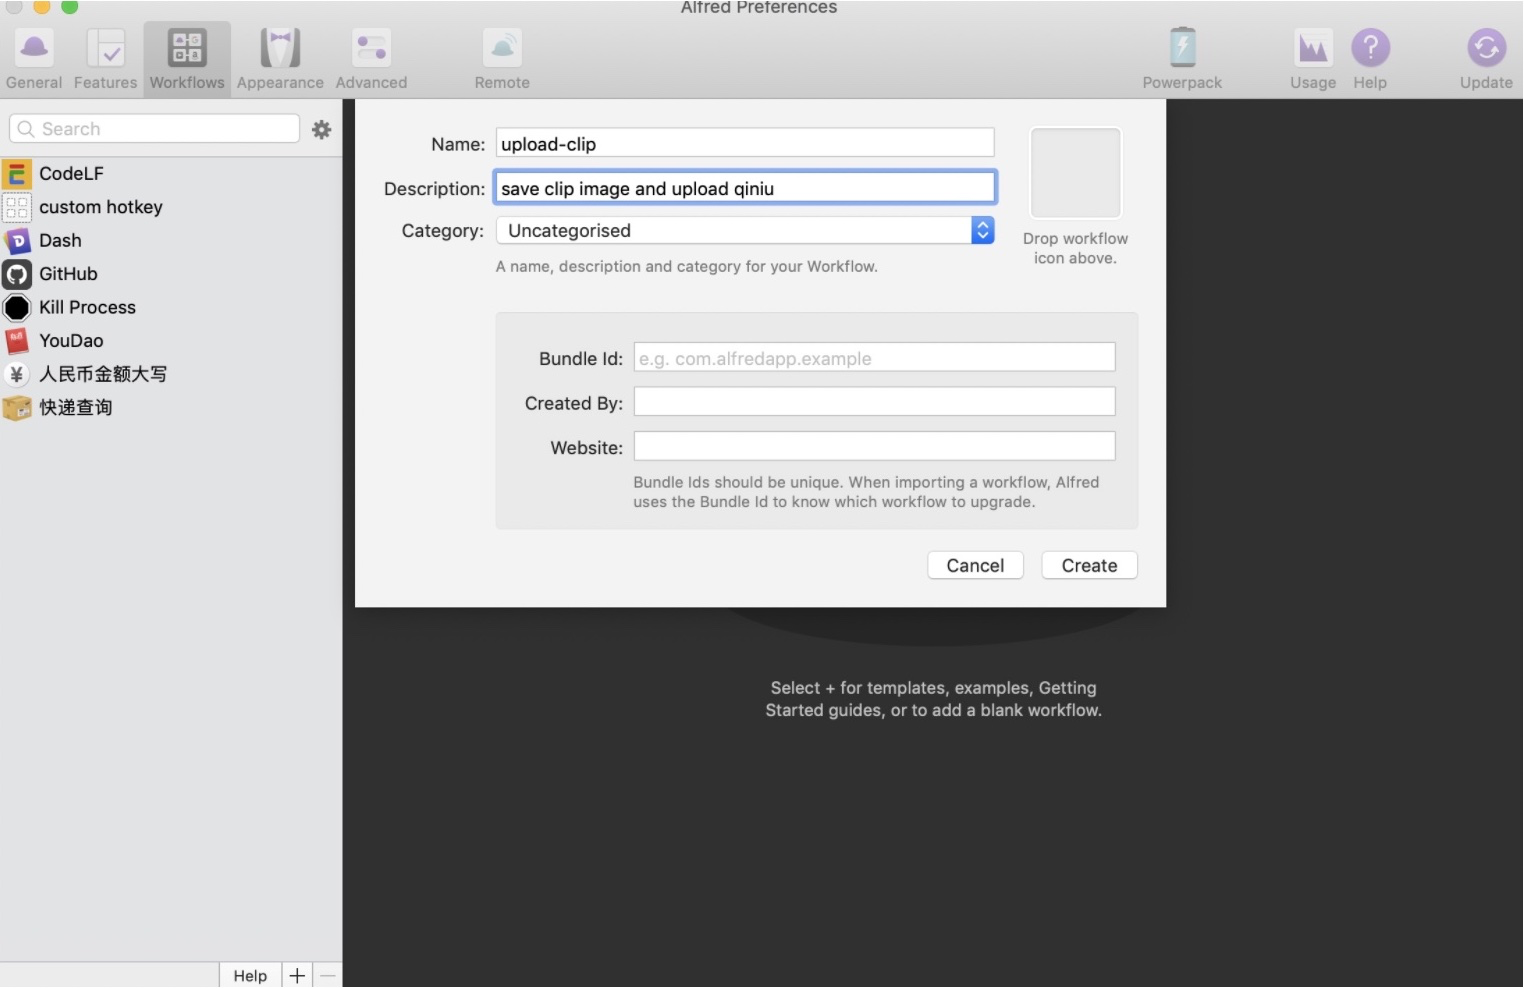 Alfred Preferences
General Features Workflows Appearance Advanced Remote Powerpack Usage Help Update
Search
CodeLF
custom hotkey
Dash
GitHub
Kill Process
YouDao
人民币金额大写
快递查询
Name: upload-clip
Description: save clip image and upload qiniu
Category: Uncategorised
A name, description and category for your Workflow.
Drop workflow
icon above.
Bundle Id: e.g. com.alfredapp.example
Created By:
Website:
Bundle Ids should be unique. When importing a workflow, Alfred
uses the Bundle Id to know which workflow to upgrade.
Cancel Create
Select + for templates, examples, Getting
Started guides, or to add a blank workflow.
Help